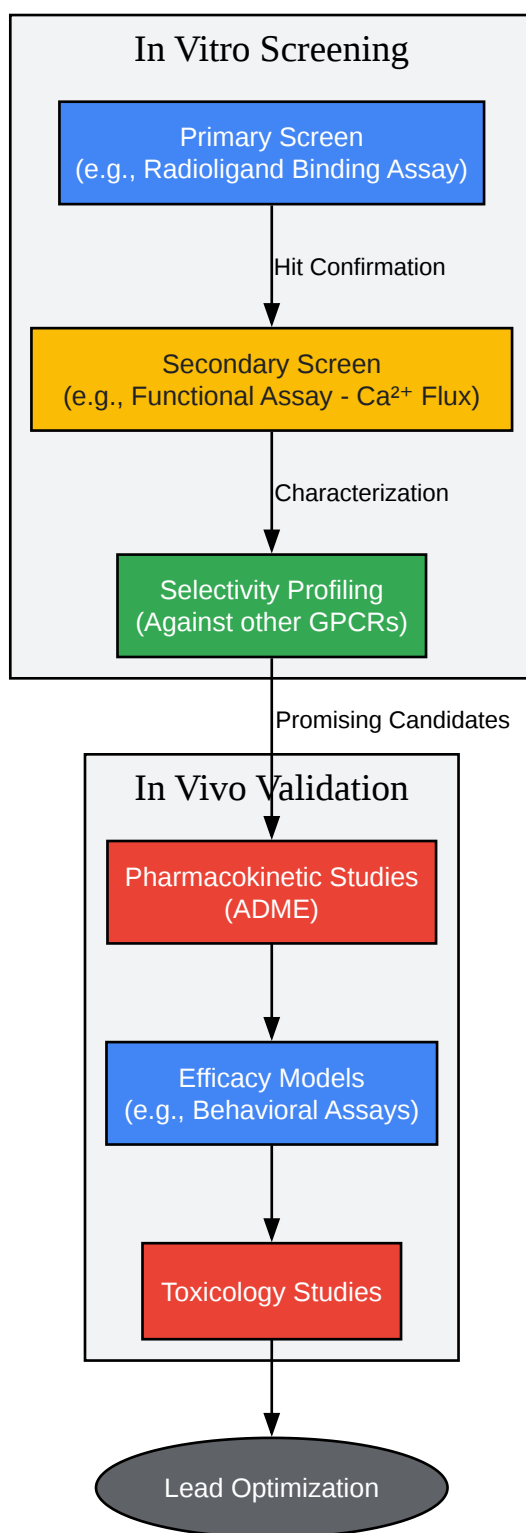 In Vitro Screening
Primary Screen
(e.g., Radioligand Binding Assay)
Hit Confirmation
Secondary Screen
(e.g., Functional Assay - Ca²⁺ Flux)
Characterization
Selectivity Profiling
(Against other GPCRs)
Promising Candidates
In Vivo Validation
Pharmacokinetic Studies
(ADME)
Efficacy Models
(e.g., Behavioral Assays)
Toxicology Studies
Lead Optimization